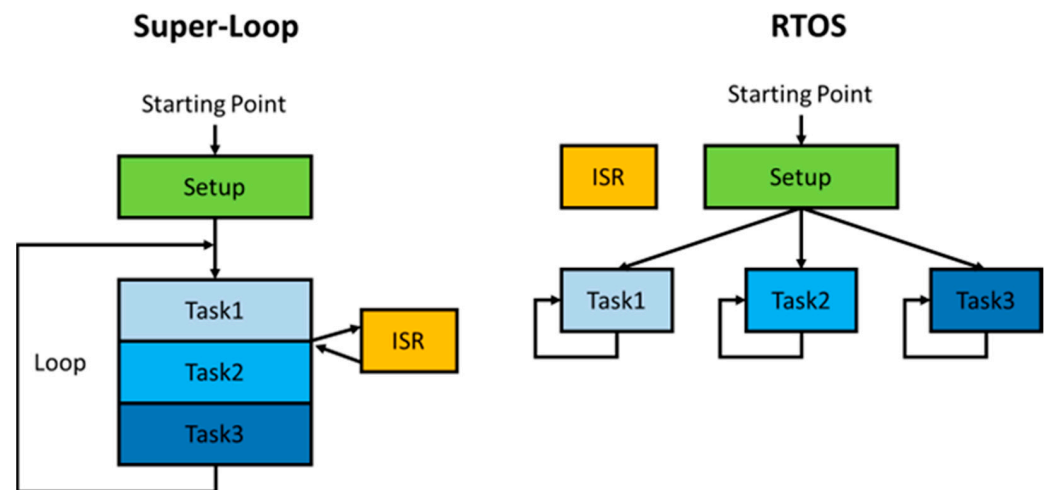 Super-Loop
Starting Point
Setup
Task1
Task2
Task3
Loop
ISR
RTOS
Starting Point
ISR
Setup
Task1
Task2
Task3